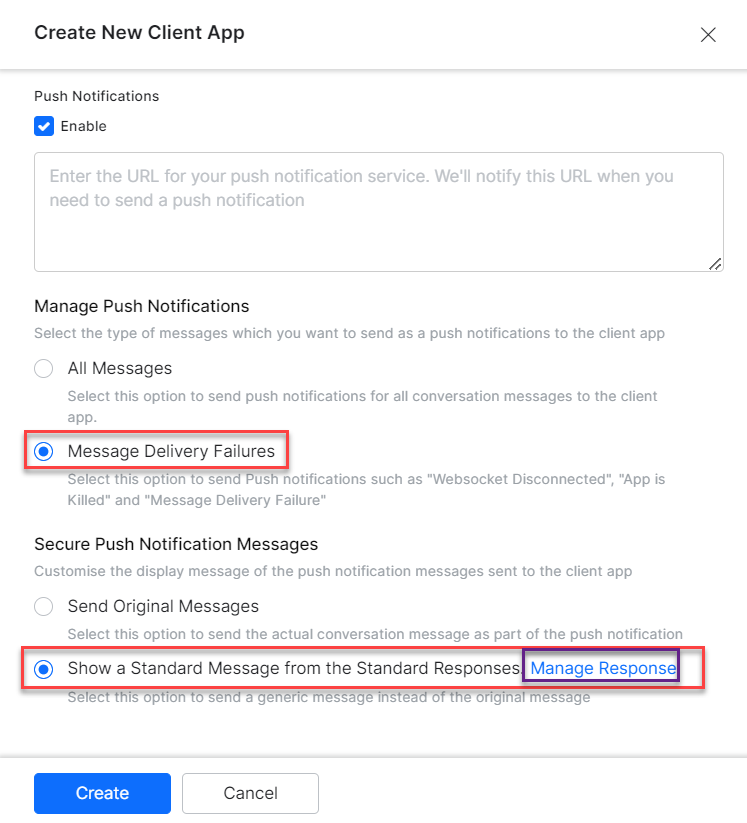 Create New Client App
Push Notifications
Enable
Enter the URL for your push notification service. We'll notify this URL when you
need to send a push notification
Manage Push Notifications
Select the type of messages which you want to send as a push notifications to the client app
All Messages
Select this option to send push notifications for all conversation messages to the client
app.
Message Delivery Failures
Select this option to send Push notifications such as "Websocket Disconnected", "App is
Killed" and "Message Delivery Failure"
Secure Push Notification Messages
Customise the display message of the push notification messages sent to the client app
Send Original Messages
Select this option to send the actual conversation message as part of the push notification
Show a Standard Message from the Standard Responses. Manage Response
Select this option to send a generic message instead of the original message
Create Cancel